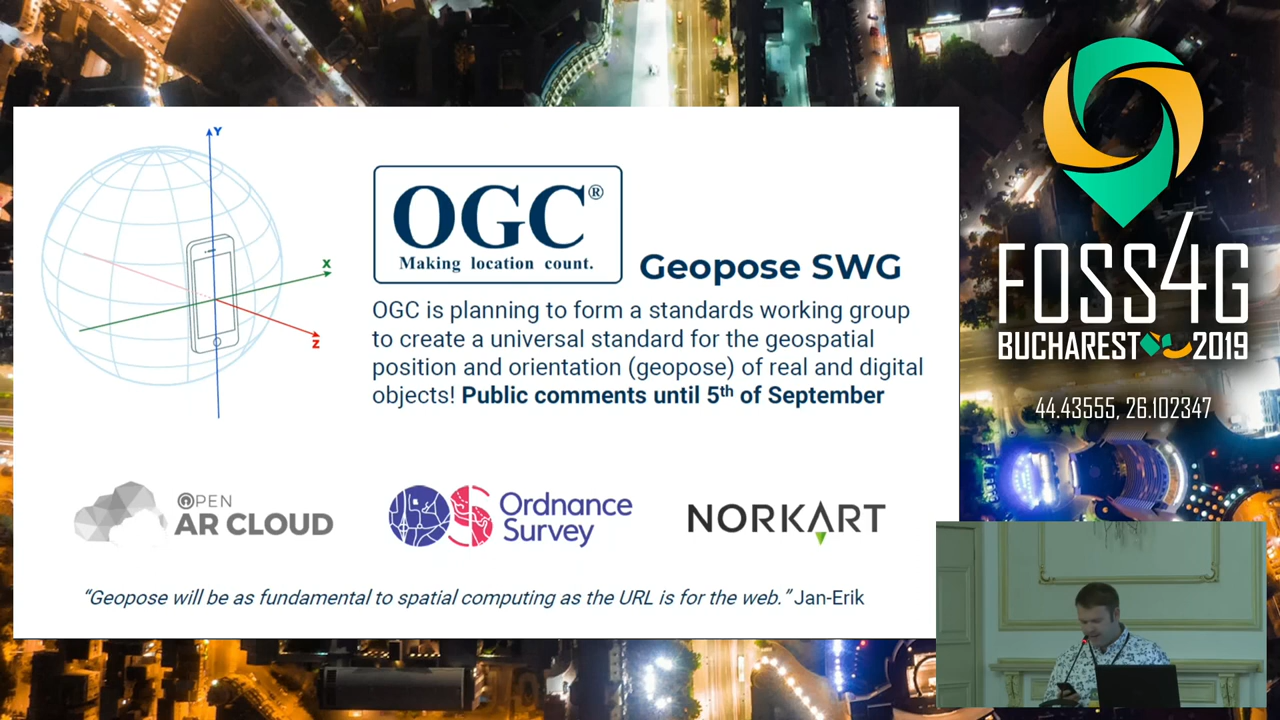 Y
X
Z
OGC®
Making location count.
Geopose SWG
OGC is planning to form a standards working group
to create a universal standard for the geospatial
position and orientation (geopose) of real and digital
objects! Public comments until 5th of September
OPEN
AR CLOUD
Ordnance
Survey
NORKART
“Geopose will be as fundamental to spatial computing as the URL is for the web.” Jan-Erik
FOSS4G
BUCHAREST 2019
44.43555, 26.102347